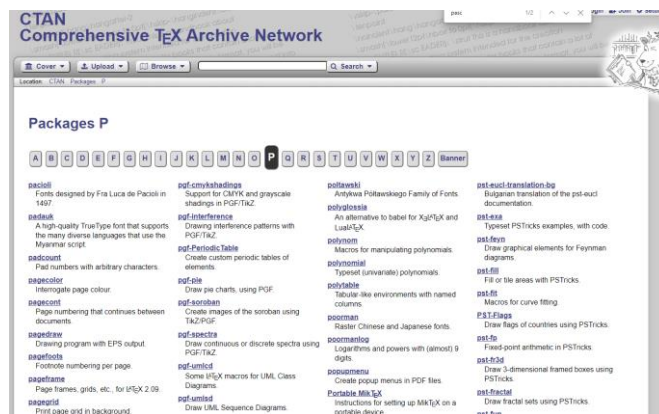 CTAN
Comprehensive TEX Archive Network
1/2
Join
Cover
Upload
Browse
Search
Location: CTAN Packages P
Packages P
A B C D E F G H I J K L M N O P Q R S T U V W X Y Z Banner
pacioli
Fonts designed by Fra Luca de Pacioli in
1497.
padauk
A high-quality TrueType font that supports
the many diverse languages that use the
Myanmar script.
padcount
Pad numbers with arbitrary characters.
pagecolor
Interrogate page colour.
pagecont
Page numbering that continues between
documents.
pagedraw
Drawing program with EPS output.
pagefoots
Footnote numbering per page.
pageframe
Page frames, grids, etc., for LATEX 2.09.
pagegrid
Print page grid in background.
pgf-cmykshadings
Support for CMYK and grayscale
shadings in PGF/TikZ.
pgf-interference
Drawing interference patterns with
PGF/TikZ.
pgf-PeriodicTable
Create custom periodic tables of
elements.
pgf-pie
Draw pie charts, using PGF.
pgf-soroban
Create images of the soroban using
TikZ/PGF.
pgf-spectra
Draw continuous or discrete spectra using
PGF/TikZ.
pgf-umlcd
Some LATEX macros for UML Class
Diagrams.
pgf-umlsd
Draw UML Sequence Diagrams.
poltawski
Antykwa Półtawskiego Family of Fonts.
polyglossia
An alternative to babel for XƎLATEX and
LuaLATEX.
polynom
Macros for manipulating polynomials.
polynomial
Typeset (univariate) polynomials.
polytable
Tabular-like environments with named
columns.
poorman
Raster Chinese and Japanese fonts.
poormanlog
Logarithms and powers with (almost) 9
digits.
popupmenu
Create popup menus in PDF files.
Portable MikTEX
Instructions for setting up MikTEX on a
portable device.
pst-eucl-translation-bg
Bulgarian translation of the pst-eucl
documentation.
pst-exa
Typeset PSTricks examples, with code.
pst-feyn
Draw graphical elements for Feynman
diagrams.
pst-fill
Fill or tile areas with PSTricks.
pst-fit
Macros for curve fitting.
PST-Flags
Draw flags of countries using PSTricks.
pst-fp
Fixed-point arithmetic in PSTricks.
pst-fr3d
Draw 3-dimensional framed boxes using
PSTricks.
pst-fractal
Draw fractal sets using PSTricks.